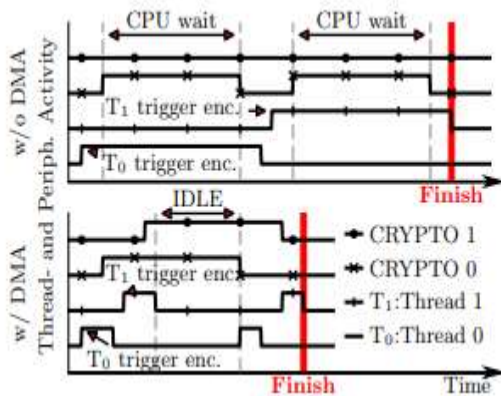 CPU wait CPU wait
w/o DMA
w/ DMA
Thread- and Periph. Activity
T₁ trigger enc.
T₀ trigger enc.
Finish
IDLE
CRYPTO 1
T₁ trigger enc.
CRYPTO 0
T₁:Thread 1
T₀:Thread 0
T₀ trigger enc.
Finish Time